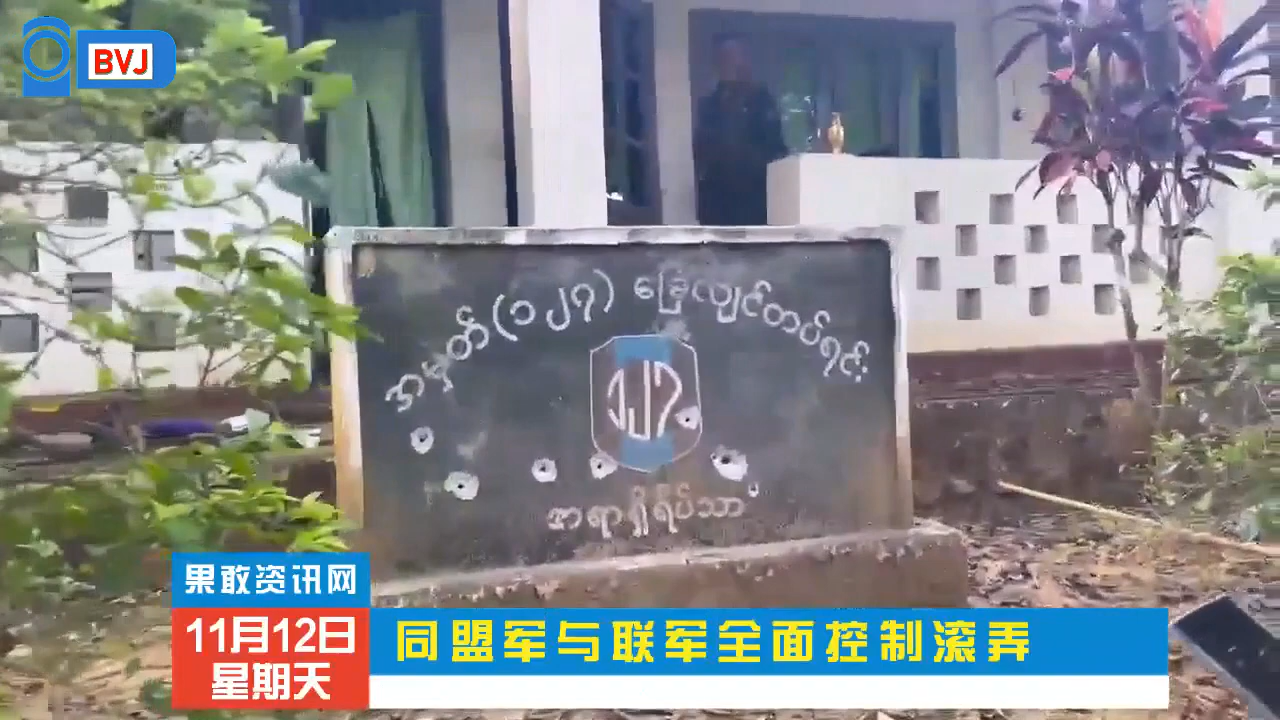 BVJ
အမှတ်(၁၂၇) ခြေလျင်တပ်ရင်း
၁၂၇
အရာရှိရိပ်သာ
果敢资讯网
11月12日
星期天
同盟军与联军全面控制滚弄